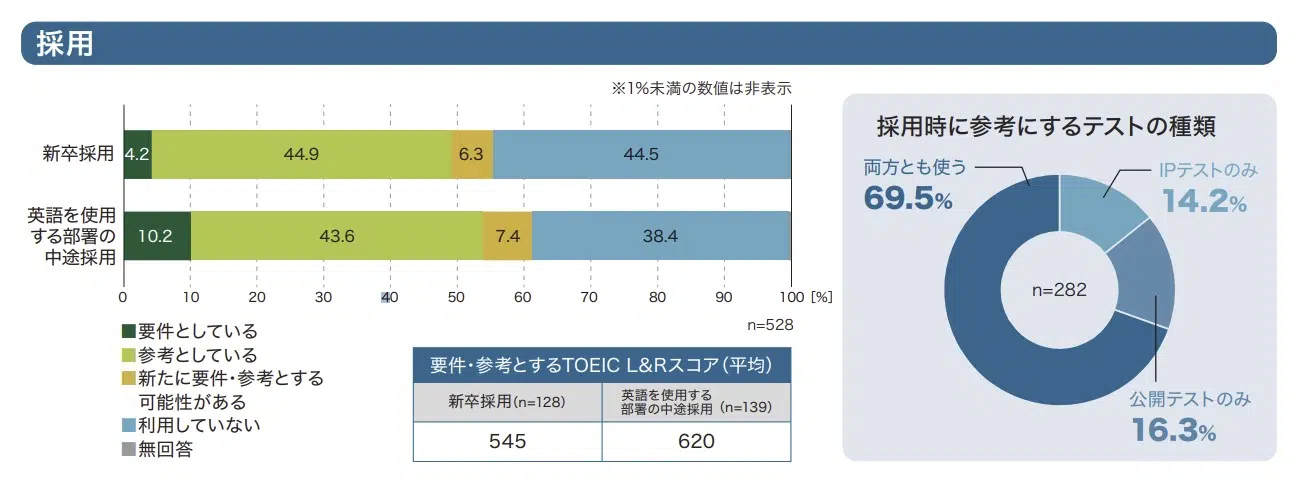 採用
※1%未満の数値は非表示
新卒採用
4.2
44.9
6.3
44.5
英語を使用
する部署の
中途採用
10.2
43.6
7.4
38.4
0 10 20 30 40 50 60 70 80 90 100 [%]
n=528
■要件としている
■参考としている
■新たに要件・参考とする
可能性がある
■利用していない
■無回答
要件・参考とするTOEIC L&Rスコア（平均）
新卒採用（n=128）
英語を使用する
部署の中途採用（n=139）
545
620
採用時に参考にするテストの種類
両方とも使う
69.5%
IPテストのみ
14.2%
n=282
公開テストのみ
16.3%